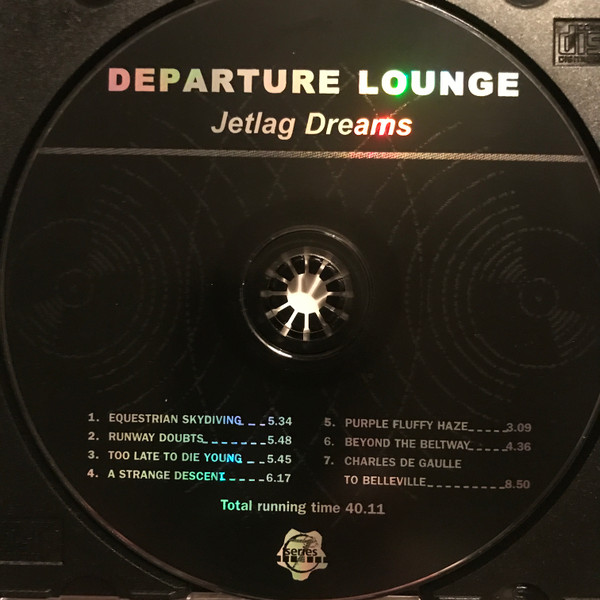 DEPARTURE LOUNGE
Jetlag Dreams
1. EQUESTRIAN SKYDIVING 5.34
2. RUNWAY DOUBTS 5.48
3. TOO LATE TO DIE YOUNG 5.45
4. A STRANGE DESCENT 6.17
5. PURPLE FLUFFY HAZE 3.09
6. BEYOND THE BELTWAY 4.36
7. CHARLES DE GAULLE
TO BELLEVILLE 8.50
Total running time 40.11
series